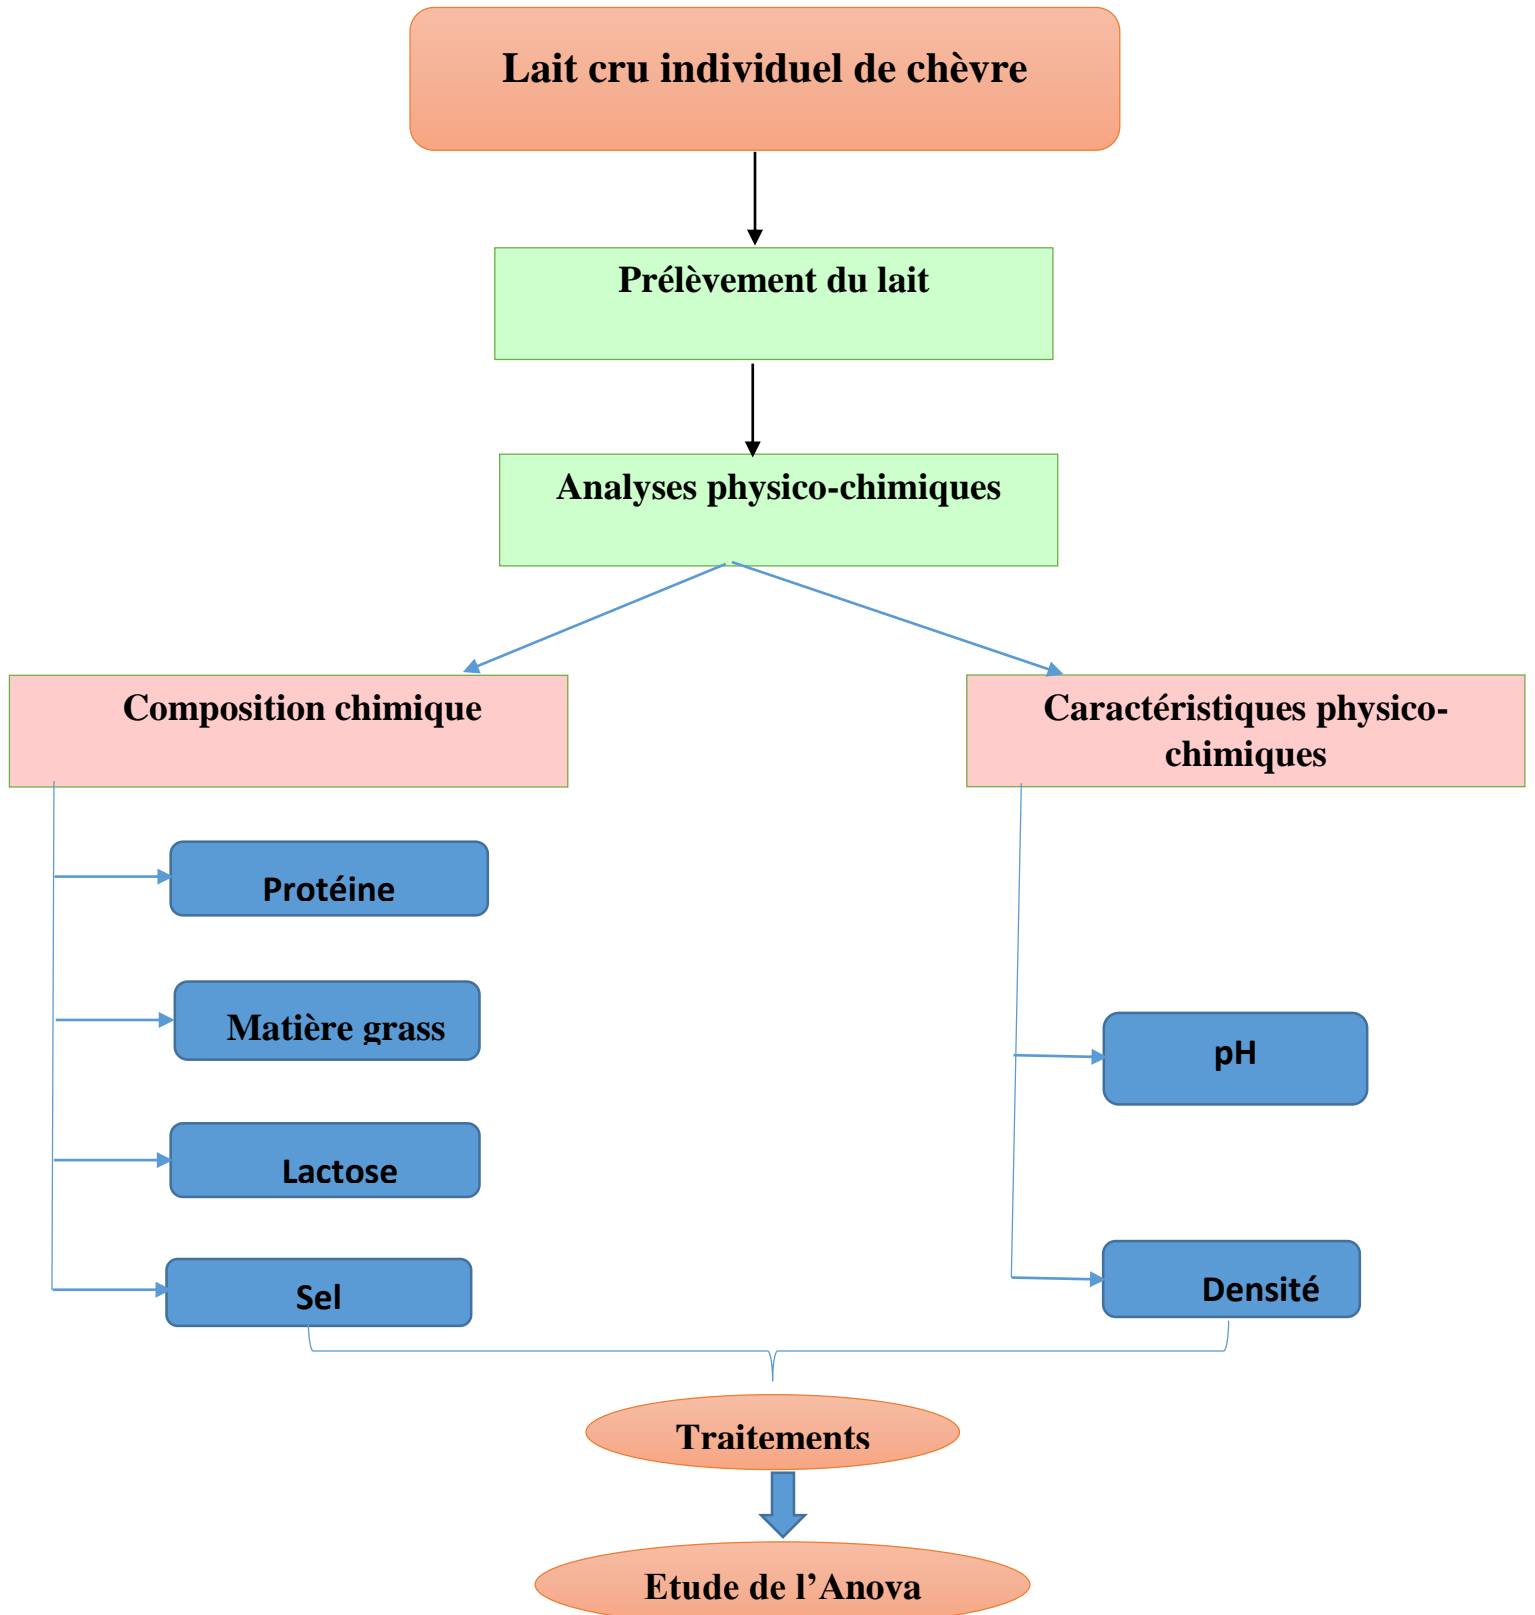 Lait cru individuel de chèvre
Prélèvement du lait
Analyses physico-chimiques
Composition chimique
Caractéristiques physico-
chimiques
Protéine
Matière grass
Lactose
Sel
pH
Densité
Traitements
Etude de l’Anova